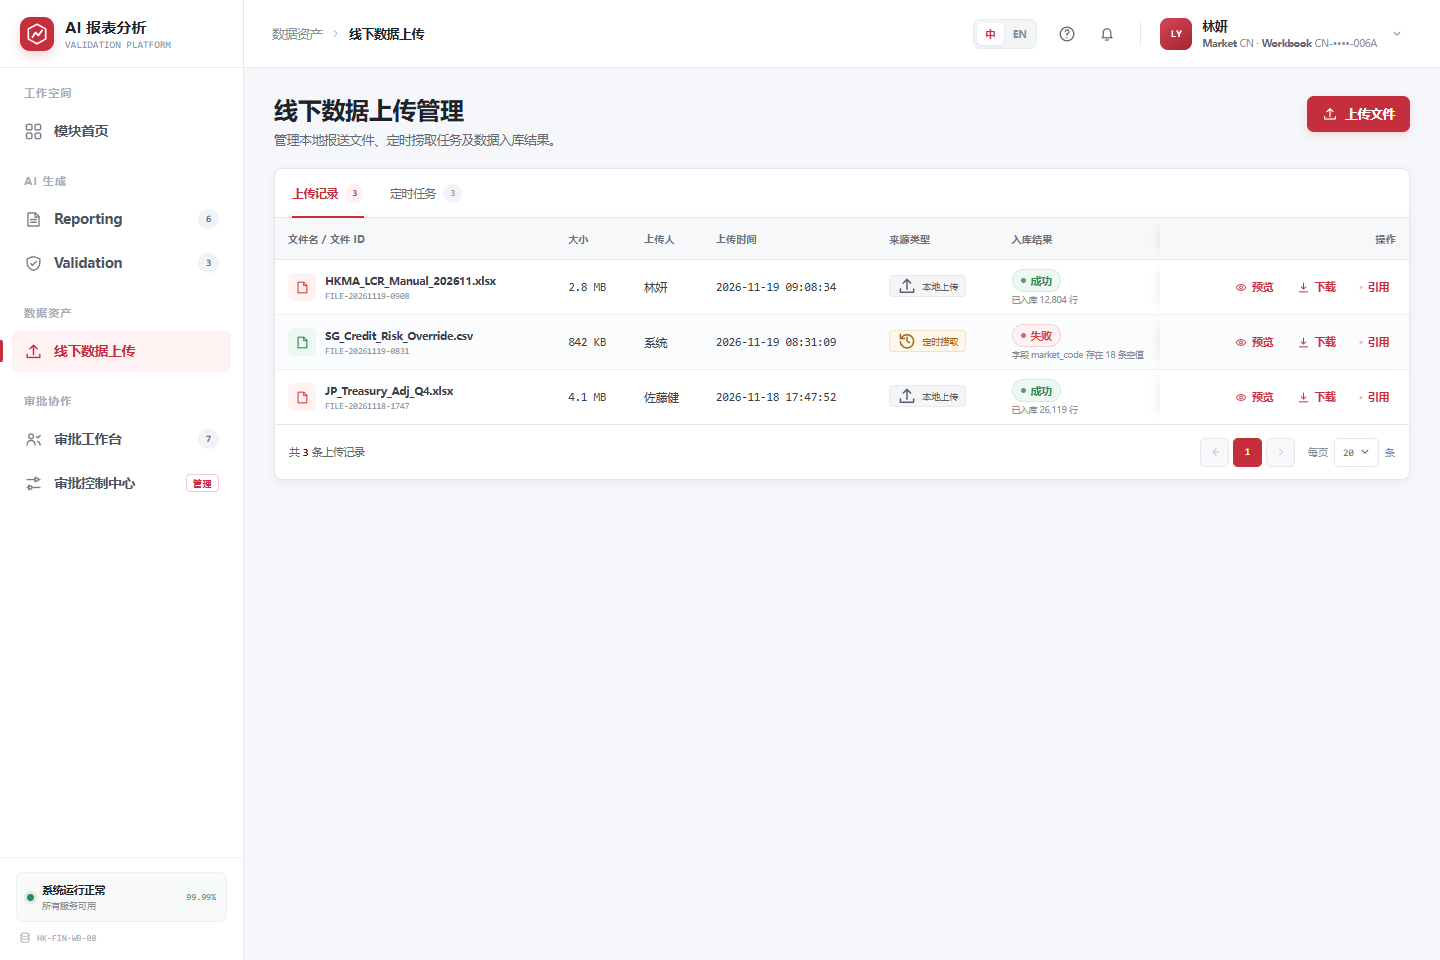 AI 报表分析
VALIDATION PLATFORM
工作空间
模块首页
AI 生成
Reporting 6
Validation 3
数据资产
线下数据上传
审批协作
审批工作台 7
审批控制中心 管理
系统运行正常
所有服务可用
99.99%
HK-FIN-WB-08
数据资产 > 线下数据上传
中 EN
LY
林妍
Market CN · Workbook CN-••••-006A
线下数据上传管理
管理本地报送文件、定时捞取任务及数据入库结果。
上传文件
上传记录 3 定时任务 3
文件名 / 文件 ID 大小 上传人 上传时间 来源类型 入库结果 操作
HKMA_LCR_Manual_202611.xlsx
FILE-20261119-0908
2.8 MB 林妍 2026-11-19 09:08:34 本地上传
成功
已入库 12,804 行
预览 下载 引用
SG_Credit_Risk_Override.csv
FILE-20261119-0831
842 KB 系统 2026-11-19 08:31:09 定时捞取
失败
字段 market_code 存在 18 条空值
预览 下载 引用
JP_Treasury_Adj_Q4.xlsx
FILE-20261118-1747
4.1 MB 佐藤健 2026-11-18 17:47:52 本地上传
成功
已入库 26,119 行
预览 下载 引用
共 3 条上传记录
1
每页 20 条